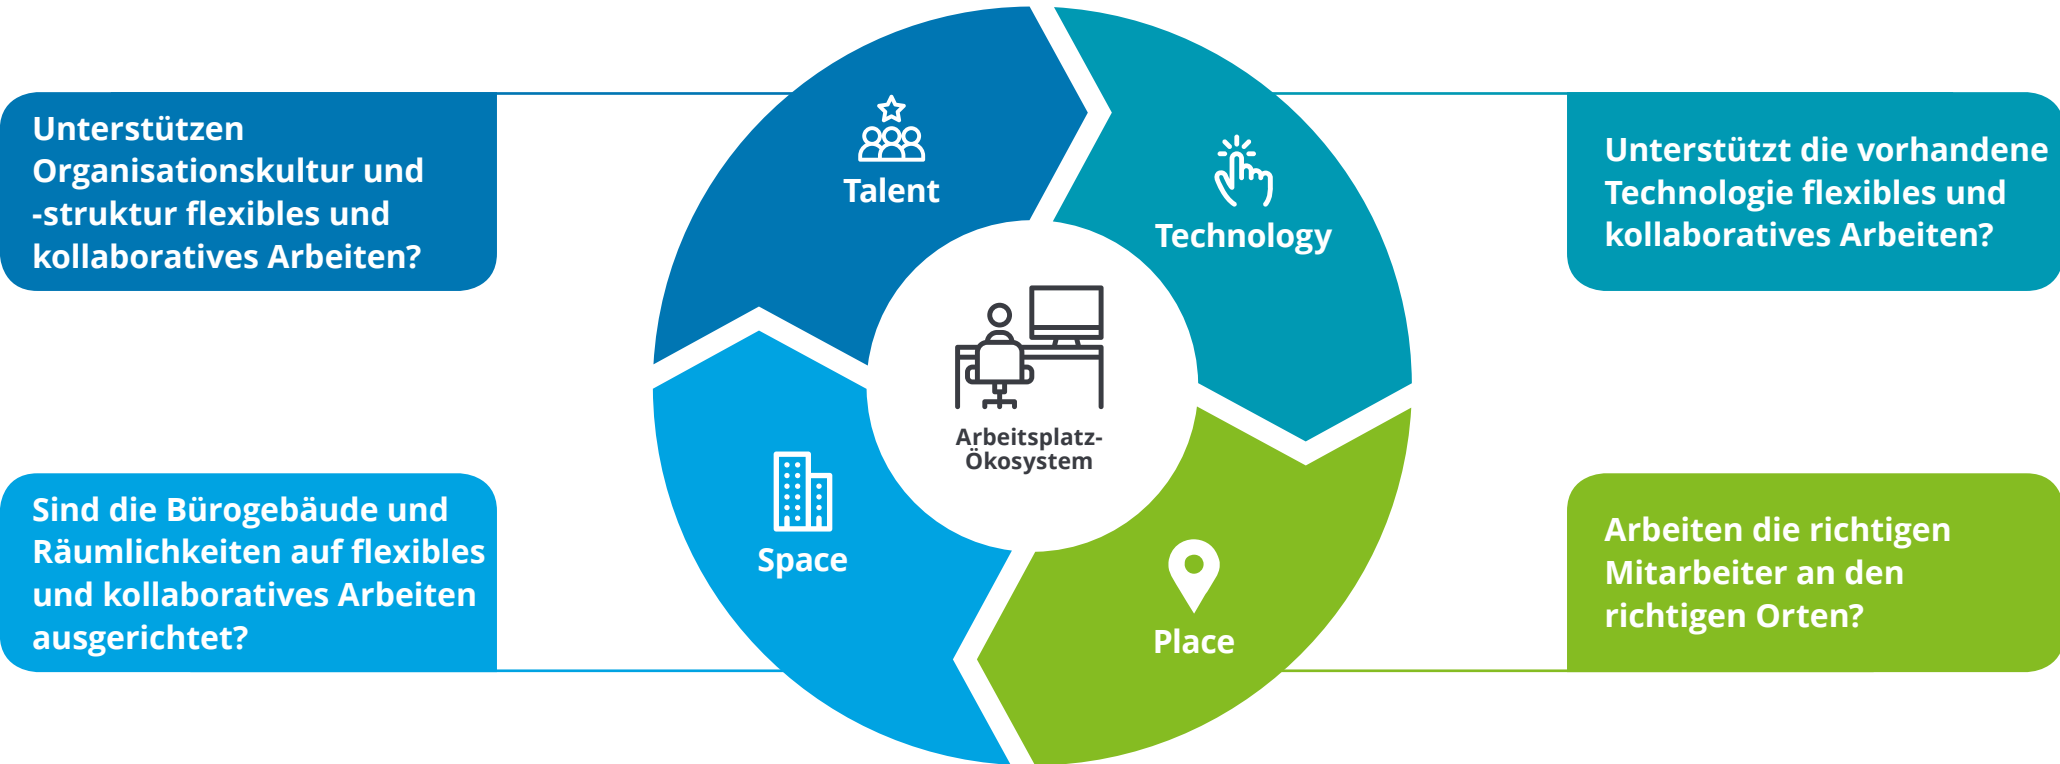 Unterstützen
Organisationskultur und
-struktur flexibles und
kollaboratives Arbeiten?
Talent
Technology
Unterstützt die vorhandene
Technologie flexibles und
kollaboratives Arbeiten?
Arbeitsplatz-
Ökosystem
Sind die Bürogebäude und
Räumlichkeiten auf flexibles
und kollaboratives Arbeiten
ausgerichtet?
Space
Place
Arbeiten die richtigen
Mitarbeiter an den
richtigen Orten?